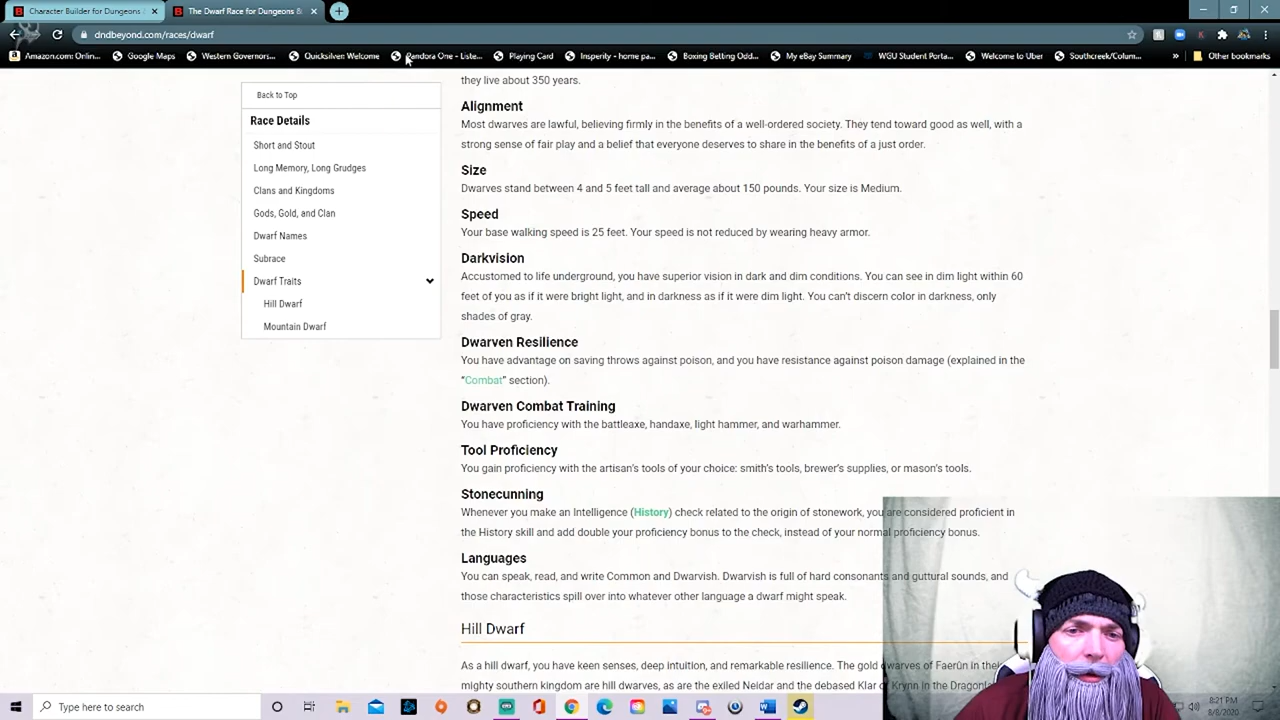 Character Builder for Dungeons
The Dwarf Race for Dungeons &
dndbeyond.com/races/dwarf
Amazon.com: Onlin...
Google Maps
Western Governors...
Quicksilver: Welcome
Pandora One - Liste...
Playing Card
Insperity - home pa...
Boxing Betting Odd...
My eBay Summary
WGU Student Porta...
Welcome to Uber
Southcreek/Colum...
Other bookmarks
Back to Top
Race Details
Short and Stout
Long Memory, Long Grudges
Clans and Kingdoms
Gods, Gold, and Clan
Dwarf Names
Subrace
Dwarf Traits
Hill Dwarf
Mountain Dwarf
they live about 350 years.
Alignment
Most dwarves are lawful, believing firmly in the benefits of a well-ordered society. They tend toward good as well, with a
strong sense of fair play and a belief that everyone deserves to share in the benefits of a just order.
Size
Dwarves stand between 4 and 5 feet tall and average about 150 pounds. Your size is Medium.
Speed
Your base walking speed is 25 feet. Your speed is not reduced by wearing heavy armor.
Darkvision
Accustomed to life underground, you have superior vision in dark and dim conditions. You can see in dim light within 60
feet of you as if it were bright light, and in darkness as if it were dim light. You can't discern color in darkness, only
shades of gray.
Dwarven Resilience
You have advantage on saving throws against poison, and you have resistance against poison damage (explained in the
“Combat” section).
Dwarven Combat Training
You have proficiency with the battleaxe, handaxe, light hammer, and warhammer.
Tool Proficiency
You gain proficiency with the artisan's tools of your choice: smith's tools, brewer's supplies, or mason's tools.
Stonecunning
Whenever you make an Intelligence (History) check related to the origin of stonework, you are considered proficient in
the History skill and add double your proficiency bonus to the check, instead of your normal proficiency bonus.
Languages
You can speak, read, and write Common and Dwarvish. Dwarvish is full of hard consonants and guttural sounds, and
those characteristics spill over into whatever other language a dwarf might speak.
Hill Dwarf
As a hill dwarf, you have keen senses, deep intuition, and remarkable resilience. The gold dwarves of Faerûn in their
mighty southern kingdom are hill dwarves, as are the exiled Neidar and the debased Klar of Krynn in the
Type here to search
8:21 PM
8/8/2020